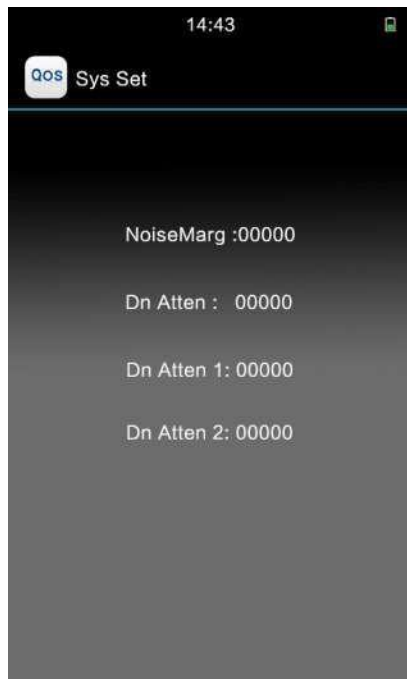 14:43
Qos Sys Set
NoiseMarg :00000
Dn Atten : 00000
Dn Atten 1: 00000
Dn Atten 2: 00000